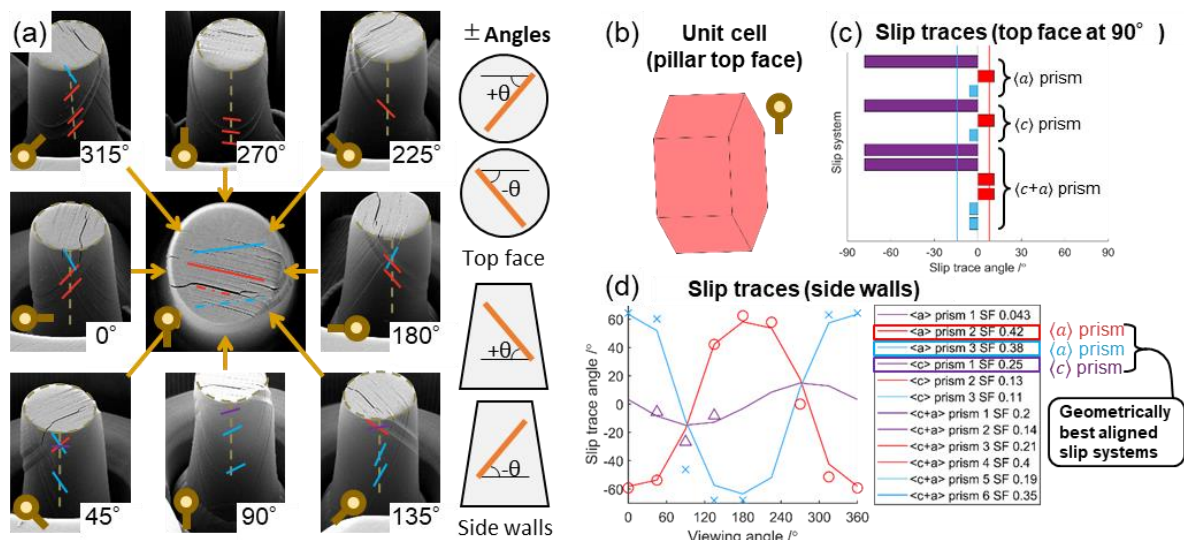 (a)
315°
270°
225°
0°
180°
45°
90°
135°
± Angles
+θ
-θ
Top face
+θ
-θ
Side walls
(b)
Unit cell
(pillar top face)
(c) Slip traces (top face at 90°)
Slip system
⟨a⟩ prism
⟨c⟩ prism
⟨c+a⟩ prism
-90 -60 -30 0 30 60 90
Slip trace angle /°
(d) Slip traces (side walls)
Slip trace angle /°
60
40
20
0
-20
-40
-60
0 60 120 180 240 300 360
Viewing angle /°
<a> prism 1 SF 0.043
<a> prism 2 SF 0.42
<a> prism 3 SF 0.38
<c> prism 1 SF 0.25
<c> prism 2 SF 0.13
<c> prism 3 SF 0.11
<c+a> prism 1 SF 0.2
<c+a> prism 2 SF 0.14
<c+a> prism 3 SF 0.21
<c+a> prism 4 SF 0.4
<c+a> prism 5 SF 0.19
<c+a> prism 6 SF 0.35
⟨a⟩ prism
⟨a⟩ prism
⟨c⟩ prism
Geometrically
best aligned
slip systems